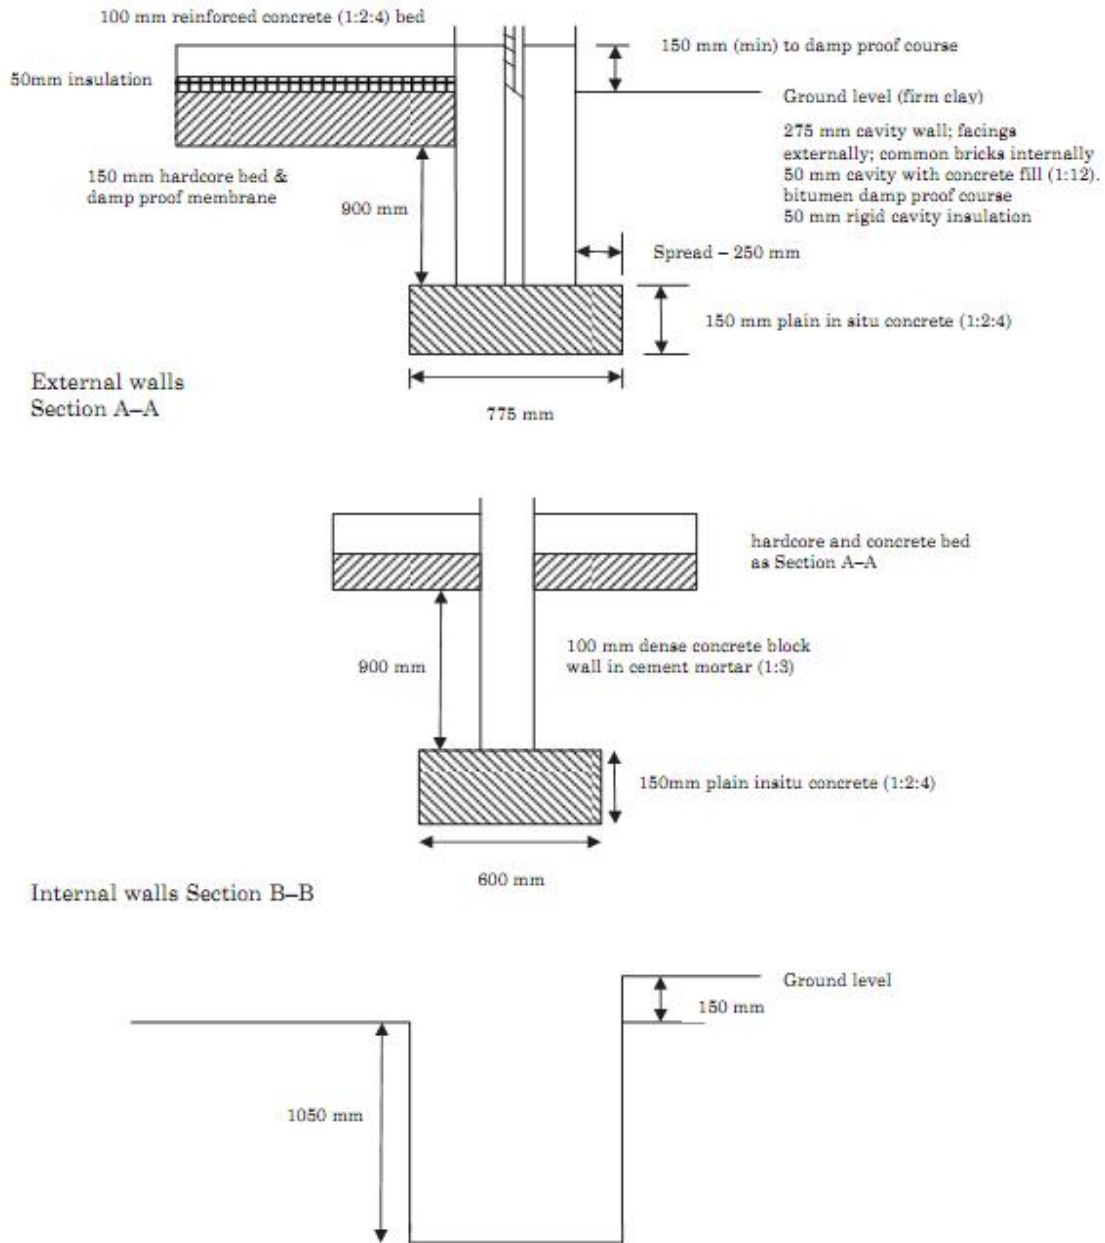 100 mm reinforced concrete (1:2:4) bed
150 mm (min) to damp proof course
50mm insulation
Ground level (firm clay)
275 mm cavity wall; facings
externally; common bricks internally
50 mm cavity with concrete fill (1:12).
bitumen damp proof course
50 mm rigid cavity insulation
150 mm hardcore bed &
damp proof membrane
900 mm
Spread – 250 mm
150 mm plain in situ concrete (1:2:4)
External walls
Section A–A
775 mm
hardcore and concrete bed
as Section A–A
900 mm
100 mm dense concrete block
wall in cement mortar (1:3)
150mm plain insitu concrete (1:2:4)
600 mm
Internal walls Section B–B
Ground level
150 mm
1050 mm